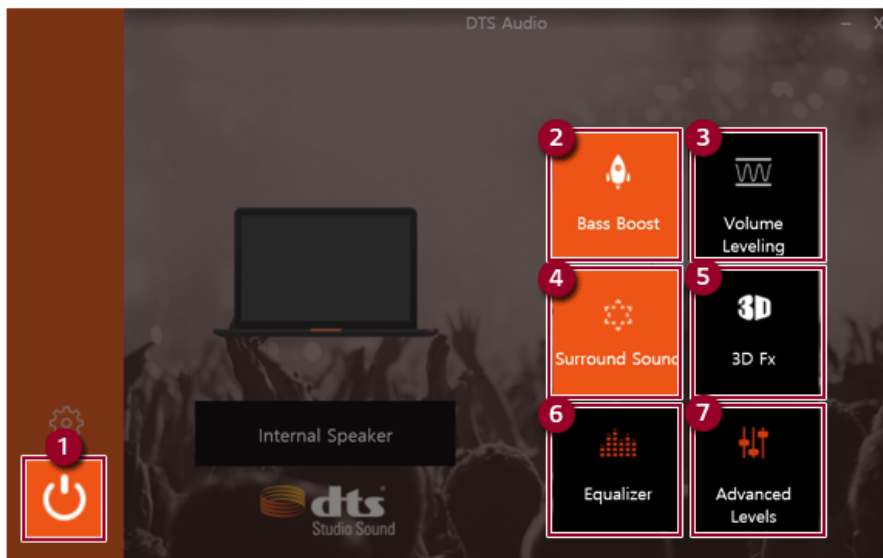 DTS Audio
– X
2
3
Bass Boost
Volume
Leveling
4
5
3D
Surround Sound
3D Fx
1
Internal Speaker
6
7
dts
Studio Sound
Equalizer
Advanced
Levels